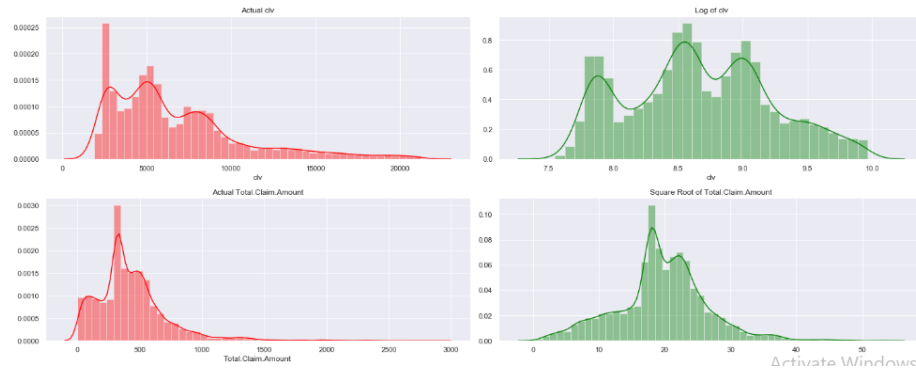 Actual clv
0.00025
0.00020
0.00015
0.00010
0.00005
0.00000
0 5000 10000 15000 20000
Log of clv
0.8
0.6
0.4
0.2
0.0
7.5 8.0 8.5 9.0 9.5 10.0
clv
Actual Total.Claim.Amount
0.0030
0.0025
0.0020
0.0015
0.0010
0.0005
0.0000
0 500 1000 1500 2000 2500 3000
Total.Claim.Amount
Square Root of Total.Claim.Amount
0.10
0.08
0.06
0.04
0.02
0.00
0 10 20 30 40 50
Activate Windows